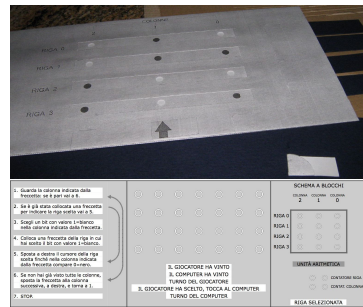 COLONNA
RIGA 0
RIGA 1
RIGA 2
RIGA 3
1. Guarda la colonna indicata dalla
freccetta: se è pari vai a 6.
2. Se è già stata collocata una freccetta
per indicare la riga scelta vai a 5.
3. Scegli un bit con valore 1=bianco
nella colonna indicata dalla freccetta.
4. Colloca una freccetta della riga in cui
hai scelto il bit con valore 1=bianco.
5. Sposta a destra il cursore della riga
scelta finché nella colonna indicata
dalla freccetta compare 0=nero.
6. Se non hai già visto tutte le colonne,
sposta la freccetta alla colonna
successiva, a destra, e torna a 1.
7. STOP.
IL GIOCATORE HA VINTO
IL COMPUTER HA VINTO
TURNO DEL GIOCATORE
IL GIOCATORE HA SCELTO, TOCCA AL COMPUTER
TURNO DEL COMPUTER
SCHEMA A BLOCCHI
COLONNA COLONNA COLONNA
2 1 0
RIGA 0
RIGA 1
RIGA 2
RIGA 3
UNITÀ ARITMETICA
CONTATORE RIGA
CONTAT. COLONNA
RIGA SELEZIONATA